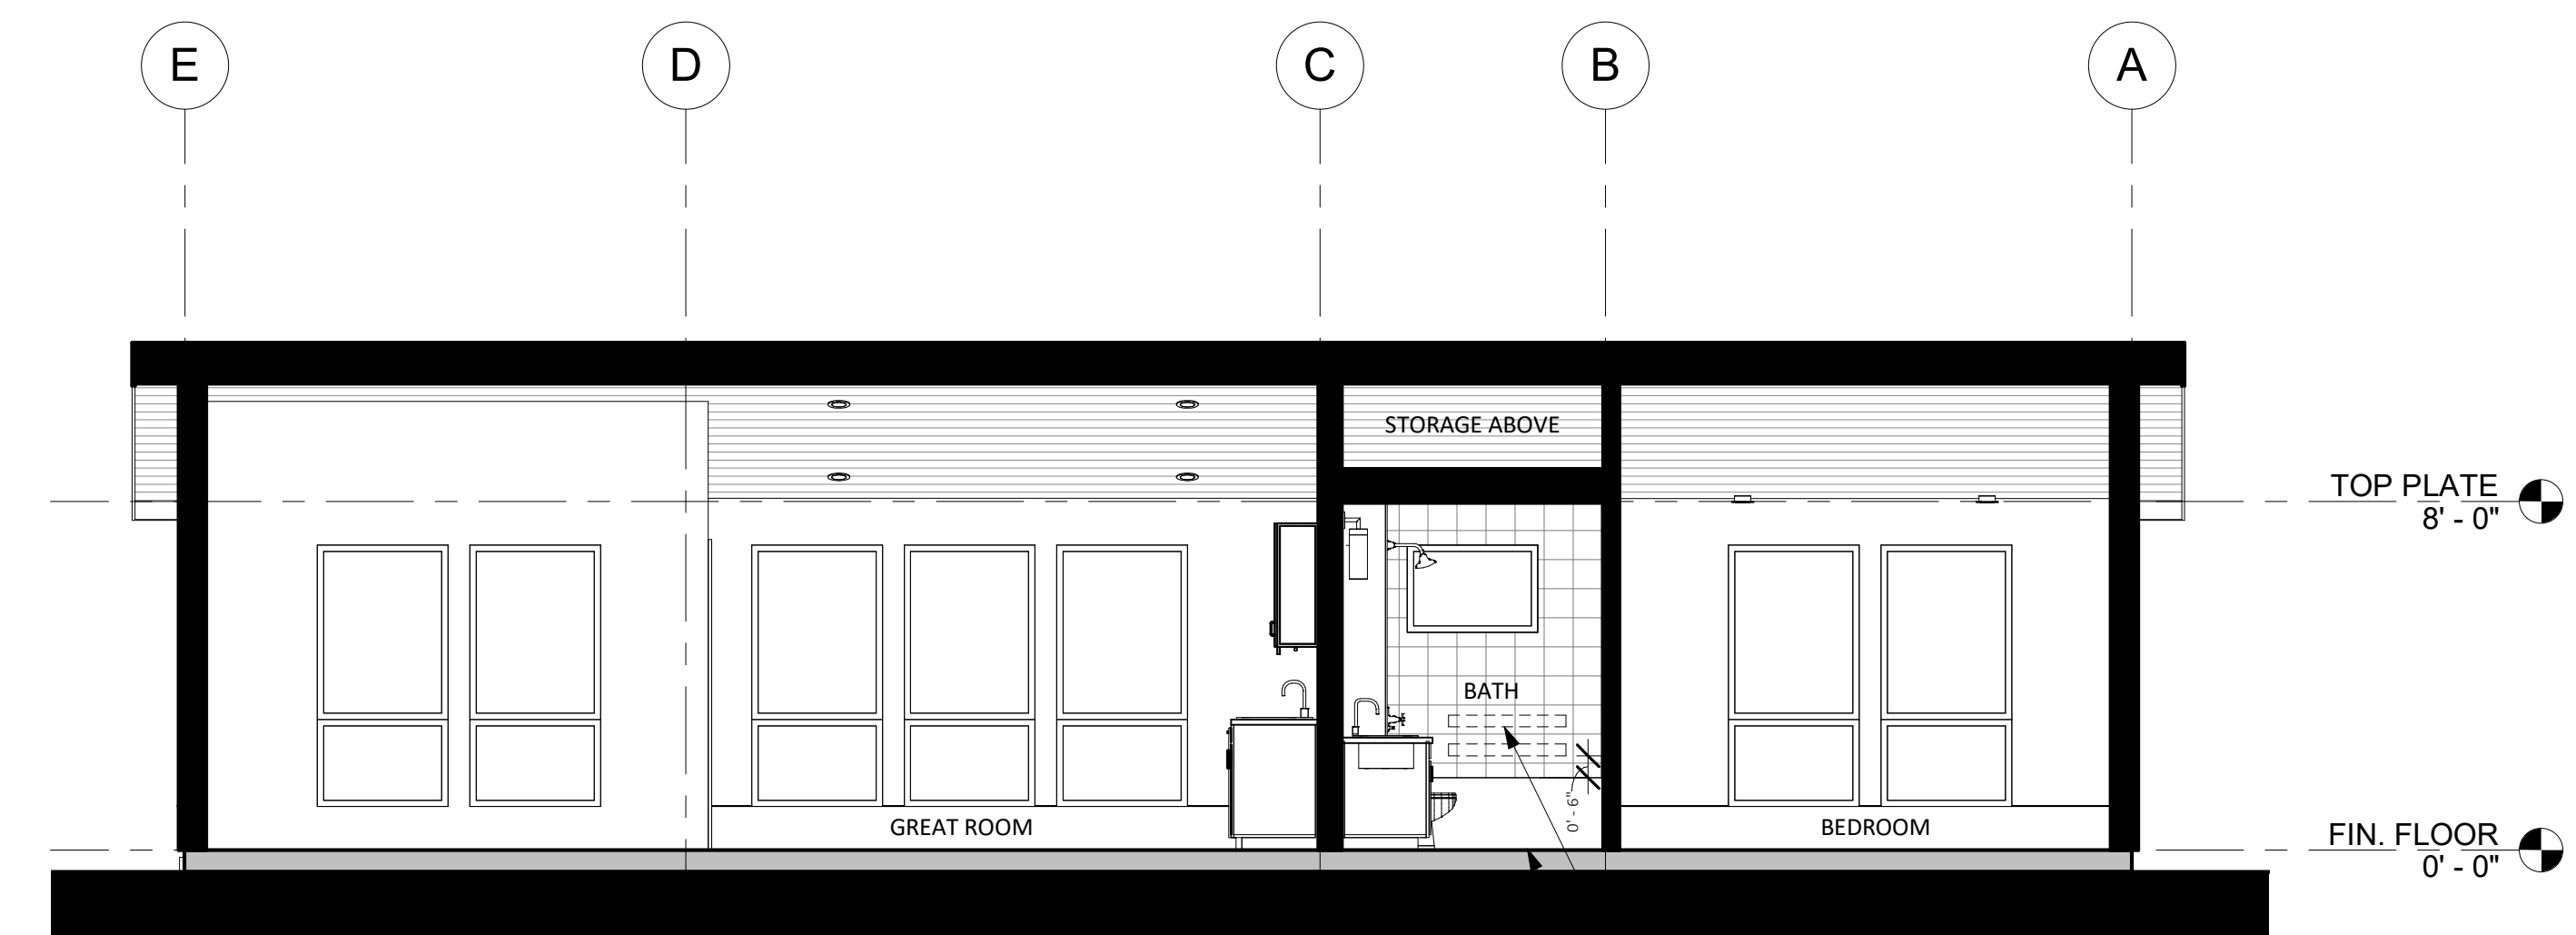 E D C B A
STORAGE ABOVE
TOP PLATE
8' - 0"
BATH
0' - 6"
GREAT ROOM
BEDROOM
FIN. FLOOR
0' - 0"